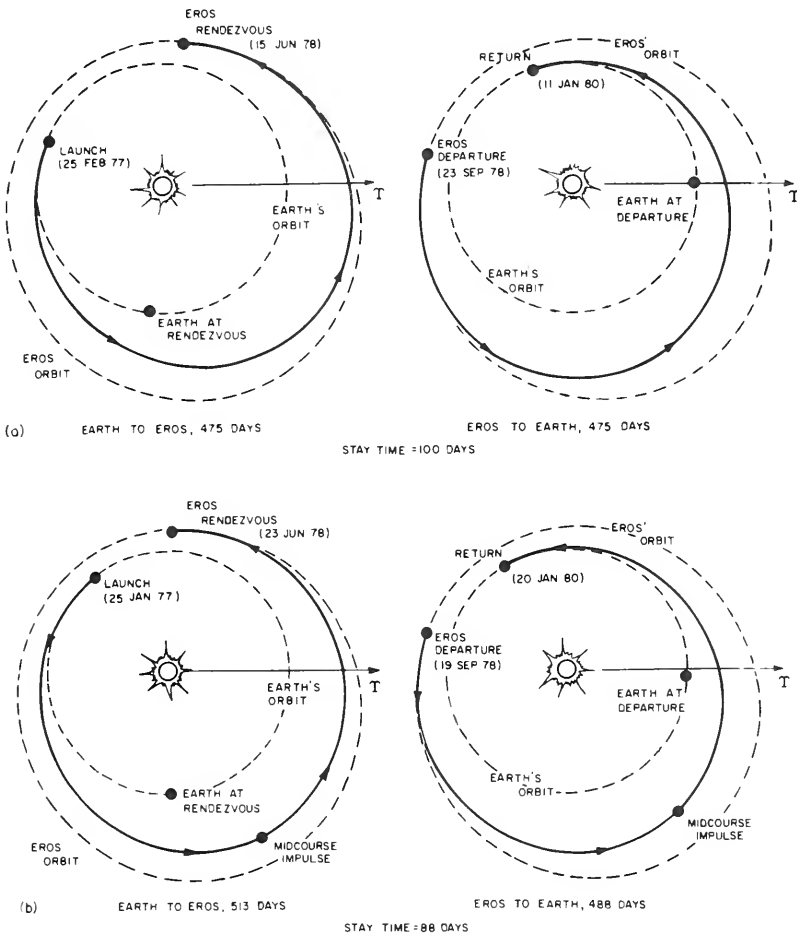 EROS
RENDEZVOUS
(15 JUN 78)
LAUNCH
(25 FEB 77)
EARTH'S
ORBIT
T
EARTH AT
RENDEZVOUS
EROS
ORBIT
RETURN
(11 JAN 80)
EROS'
ORBIT
EROS
DEPARTURE
(23 SEP 78)
EARTH AT
DEPARTURE
T
EARTH'S
ORBIT
(a)
EARTH TO EROS, 475 DAYS
EROS TO EARTH, 475 DAYS
STAY TIME = 100 DAYS
EROS
RENDEZVOUS
(23 JUN 78)
LAUNCH
(25 JAN 77)
EARTH'S
ORBIT
T
EARTH AT
RENDEZVOUS
EROS
ORBIT
MIDCOURSE
IMPULSE
RETURN
(20 JAN 80)
EROS'
ORBIT
EROS
DEPARTURE
(19 SEP 78)
EARTH AT
DEPARTURE
T
EARTH'S
ORBIT
MIDCOURSE
IMPULSE
(b)
EARTH TO EROS, 513 DAYS
EROS TO EARTH, 488 DAYS
STAY TIME = 88 DAYS